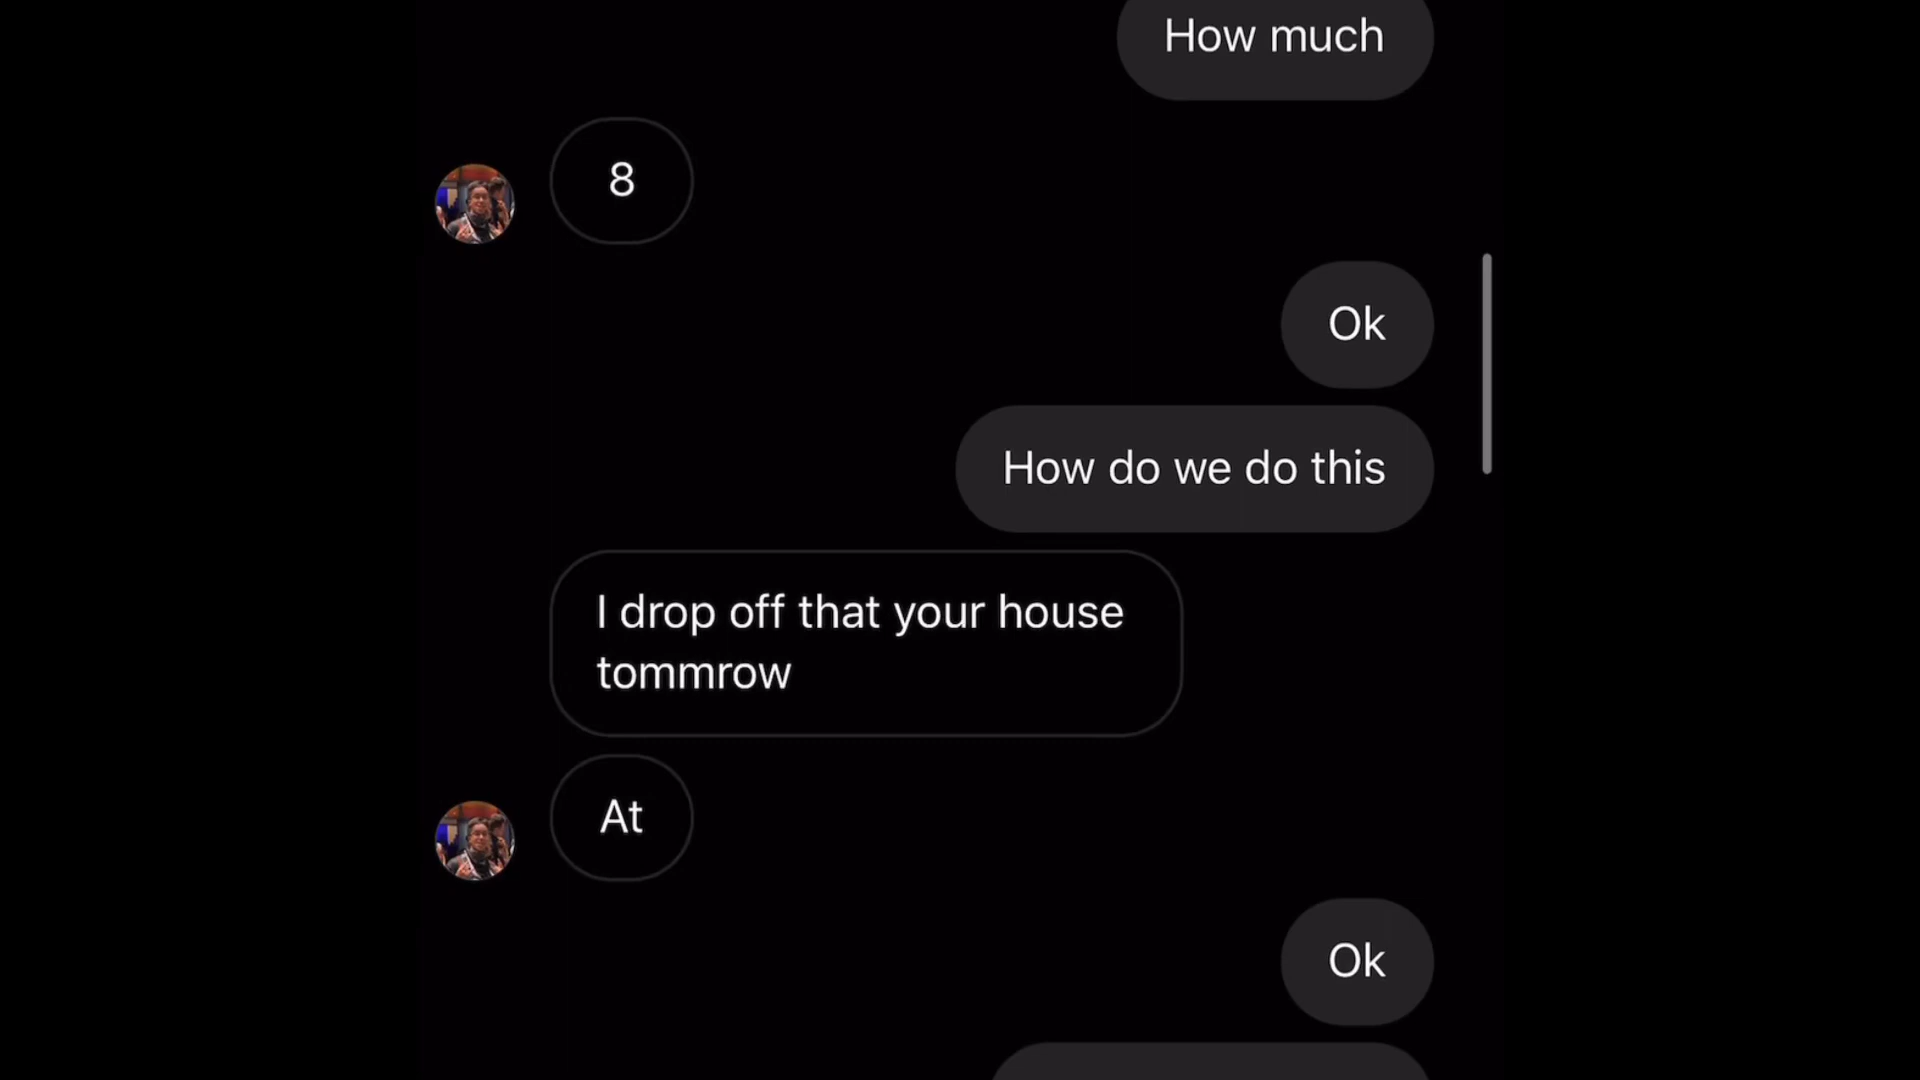 How much
8
Ok
How do we do this
I drop off that your house
tommrow
At
Ok